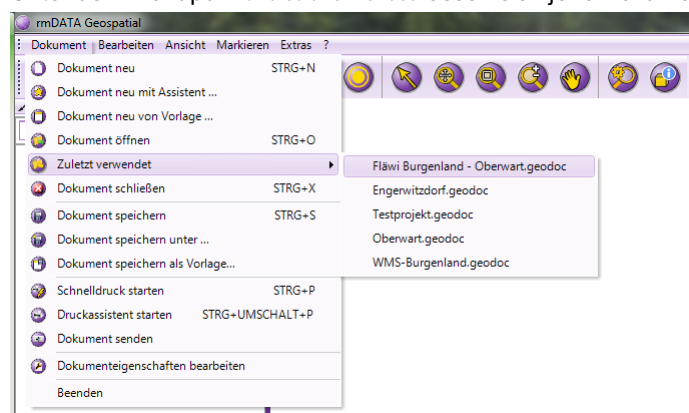 rmDATA Geospatial
Dokument Bearbeiten Ansicht Markieren Extras ?
Dokument neu STRG+N
Dokument neu mit Assistent ...
Dokument neu von Vorlage ...
Dokument öffnen STRG+O
Zuletzt verwendet
Fläwi Burgenland - Oberwart.geodoc
Engerwitzdorf.geodoc
Testprojekt.geodoc
Oberwart.geodoc
WMS-Burgenland.geodoc
Dokument schließen STRG+X
Dokument speichern STRG+S
Dokument speichern unter ...
Dokument speichern als Vorlage...
Schnelldruck starten STRG+P
Druckassistent starten STRG+UMSCHALT+P
Dokument senden
Dokumenteigenschaften bearbeiten
Beenden